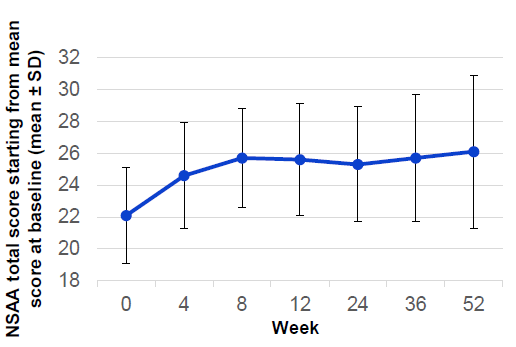 NSAA total score starting from mean
score at baseline (mean ± SD)
32
30
28
26
24
22
20
18
0 4 8 12 24 36 52
Week